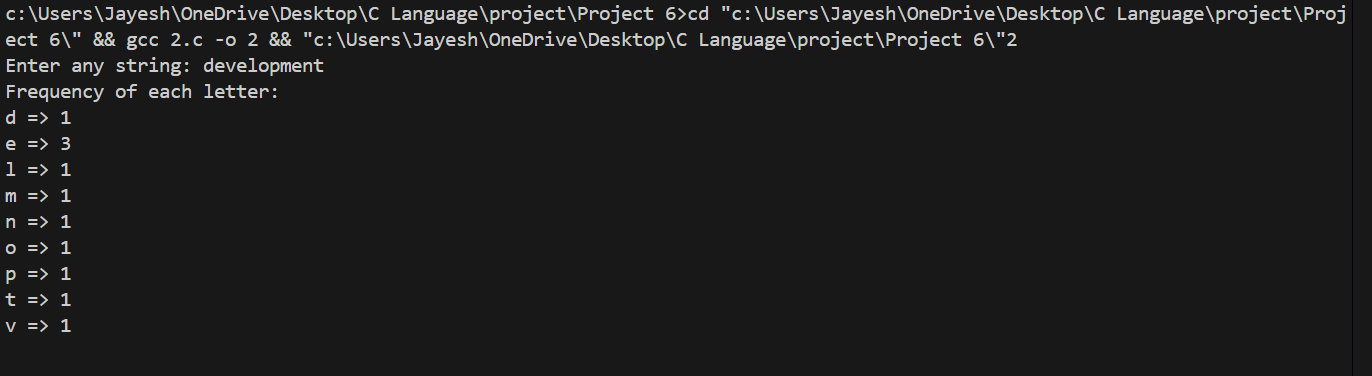 c:\Users\Jayesh\OneDrive\Desktop\C Language\project\Project 6>cd "c:\Users\Jayesh\OneDrive\Desktop\C Language\project\Proj
ect 6\" && gcc 2.c -o 2 && "c:\Users\Jayesh\OneDrive\Desktop\C Language\project\Project 6\"2
Enter any string: development
Frequency of each letter:
d => 1
e => 3
l => 1
m => 1
n => 1
o => 1
p => 1
t => 1
v => 1